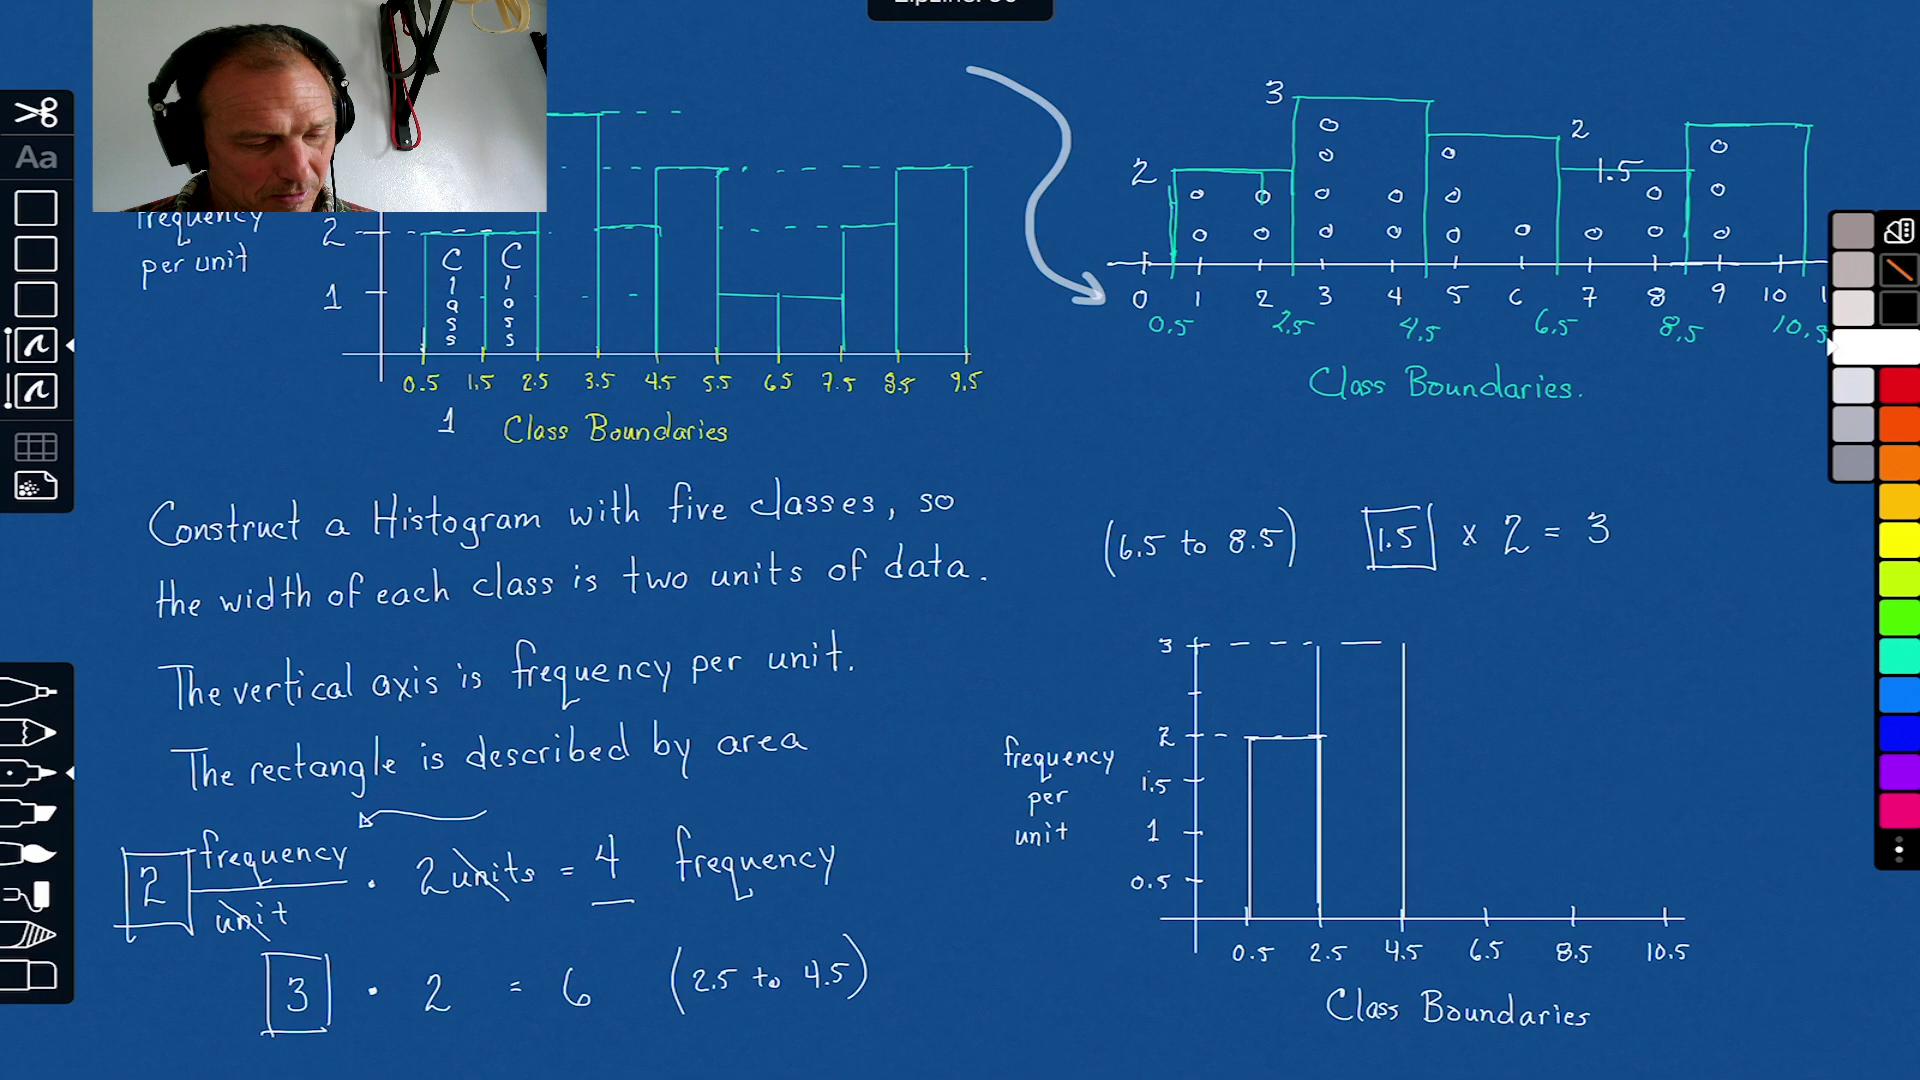 Aa
frequency
per unit
2
1
C
l
a
s
s
C
l
a
s
s
0.5 1.5 2.5 3.5 4.5 5.5 6.5 7.5 8.5 9.5
1
Class Boundaries
3
2
2
1.5
0 1 2 3 4 5 6 7 8 9 10 1
0.5 2.5 4.5 6.5 8.5 10.5
Class Boundaries.
Construct a Histogram with five classes, so
the width of each class is two units of data.
The vertical axis is frequency per unit.
The rectangle is described by area
2 frequency / unit · 2 units = 4 frequency
3 · 2 = 6 (2.5 to 4.5)
(6.5 to 8.5) 1.5 x 2 = 3
3
2
1.5
1
0.5
frequency
per
unit
0.5 2.5 4.5 6.5 8.5 10.5
Class Boundaries